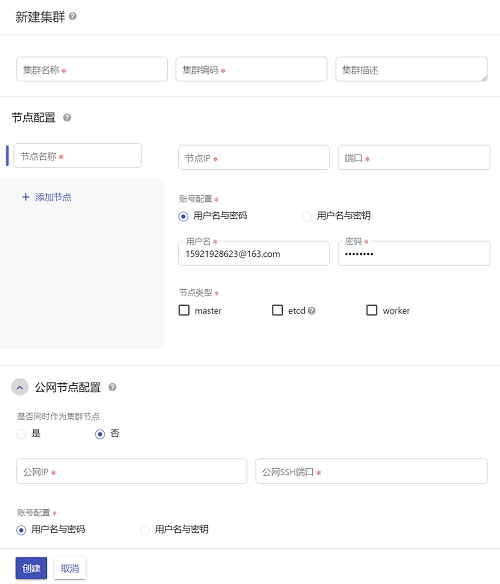 新建集群
集群名称 *
集群编码 *
集群描述
节点配置
节点名称 *
节点IP *
端口 *
添加节点
账号配置 *
用户名与密码
用户名与密钥
用户名 *
密码 *
15921928623@163.com
••••••••
节点类型 *
master
etcd
worker
公网节点配置
是否同时作为集群节点
是
否
公网IP *
公网SSH端口 *
账号配置 *
用户名与密码
用户名与密钥
创建
取消